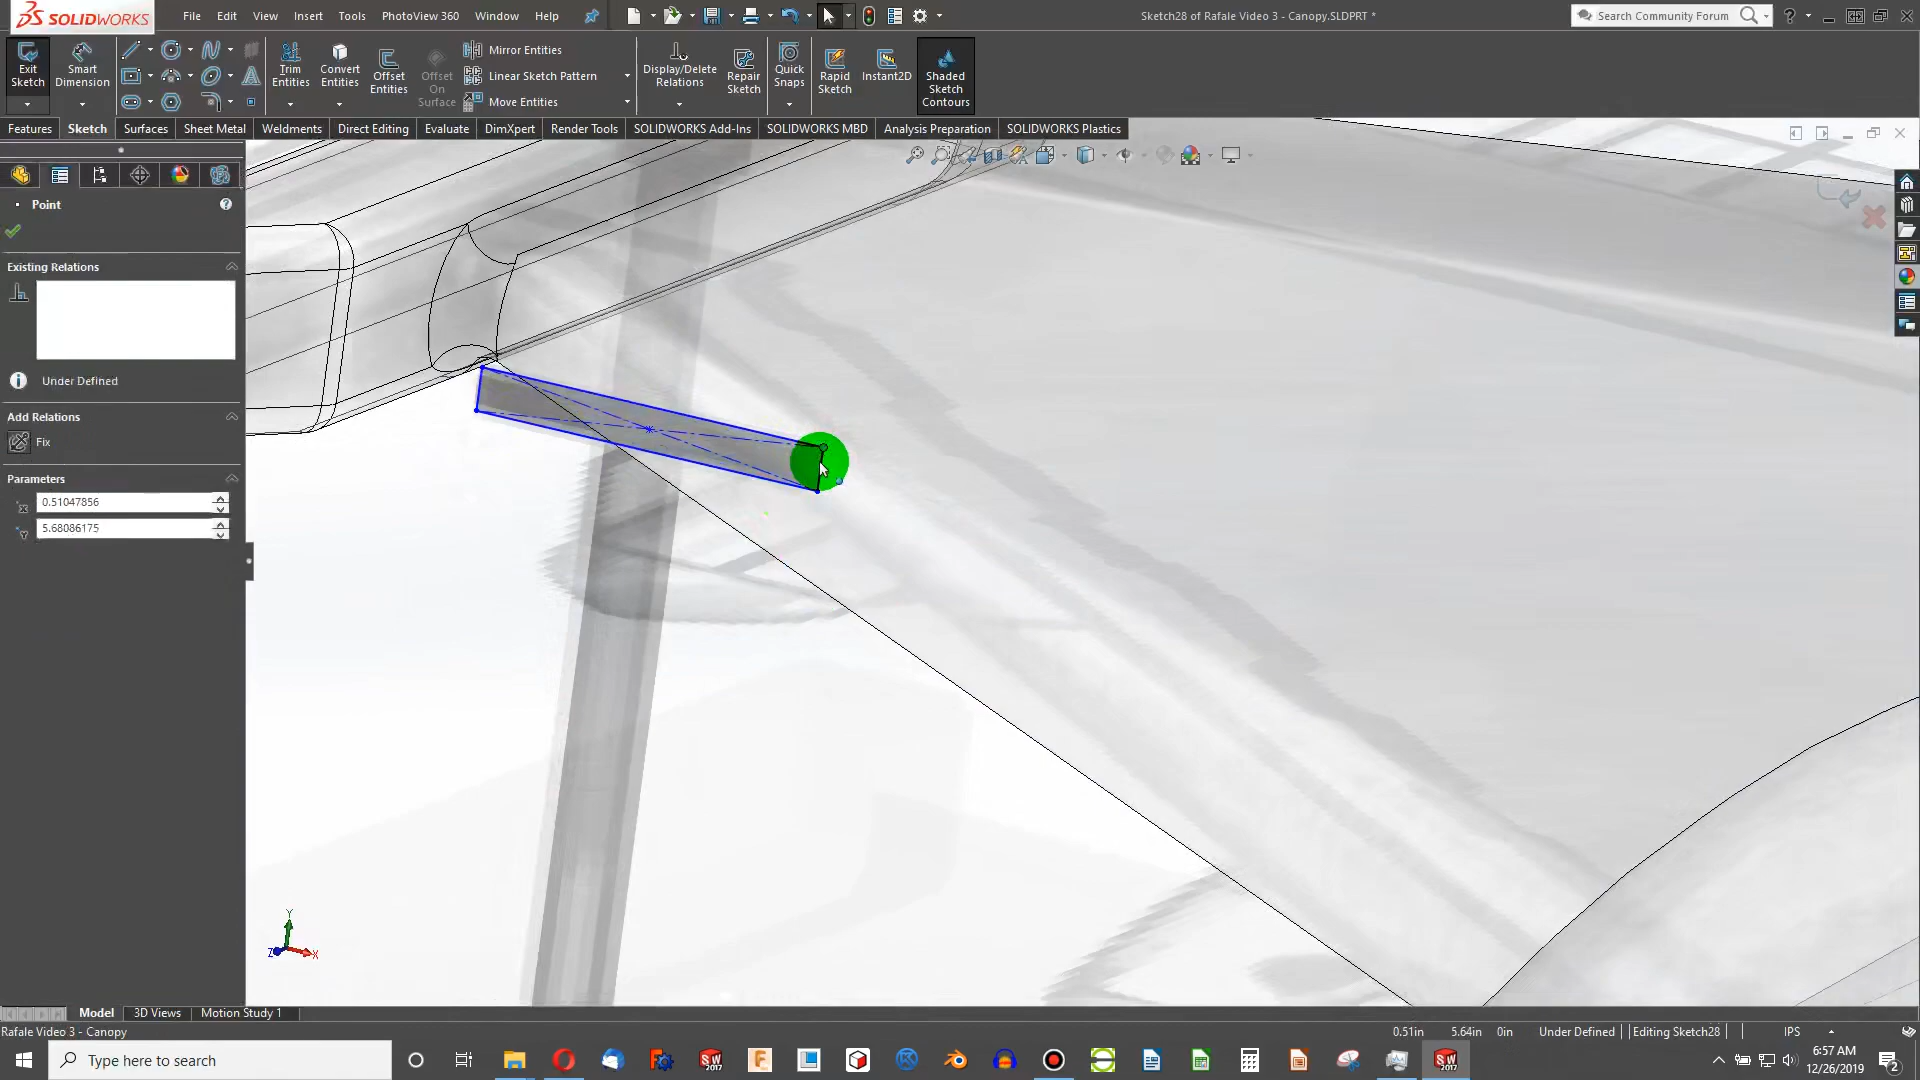 SOLIDWORKS
File Edit View Insert Tools PhotoView 360 Window Help
Sketch28 of Rafale Video 3 - Canopy.SLDPRT *
Search Community Forum
Exit Sketch
Smart Dimension
Trim Entities
Convert Entities
Offset Entities
Offset On Surface
Mirror Entities
Linear Sketch Pattern
Move Entities
Display/Delete Relations
Repair Sketch
Quick Snaps
Rapid Sketch
Instant2D
Shaded Sketch Contours
Features Sketch Surfaces Sheet Metal Weldments Direct Editing Evaluate DimXpert Render Tools SOLIDWORKS Add-Ins SOLIDWORKS MBD Analysis Preparation SOLIDWORKS Plastics
Point
Existing Relations
Under Defined
Add Relations
Fix
Parameters
0.51047856
5.68086175
Y
Z X
Model 3D Views Motion Study 1
Rafale Video 3 - Canopy
0.51in 5.64in 0in Under Defined Editing Sketch28 IPS
Type here to search
SW 2017
SW 2017
6:57 AM
12/26/2019
2